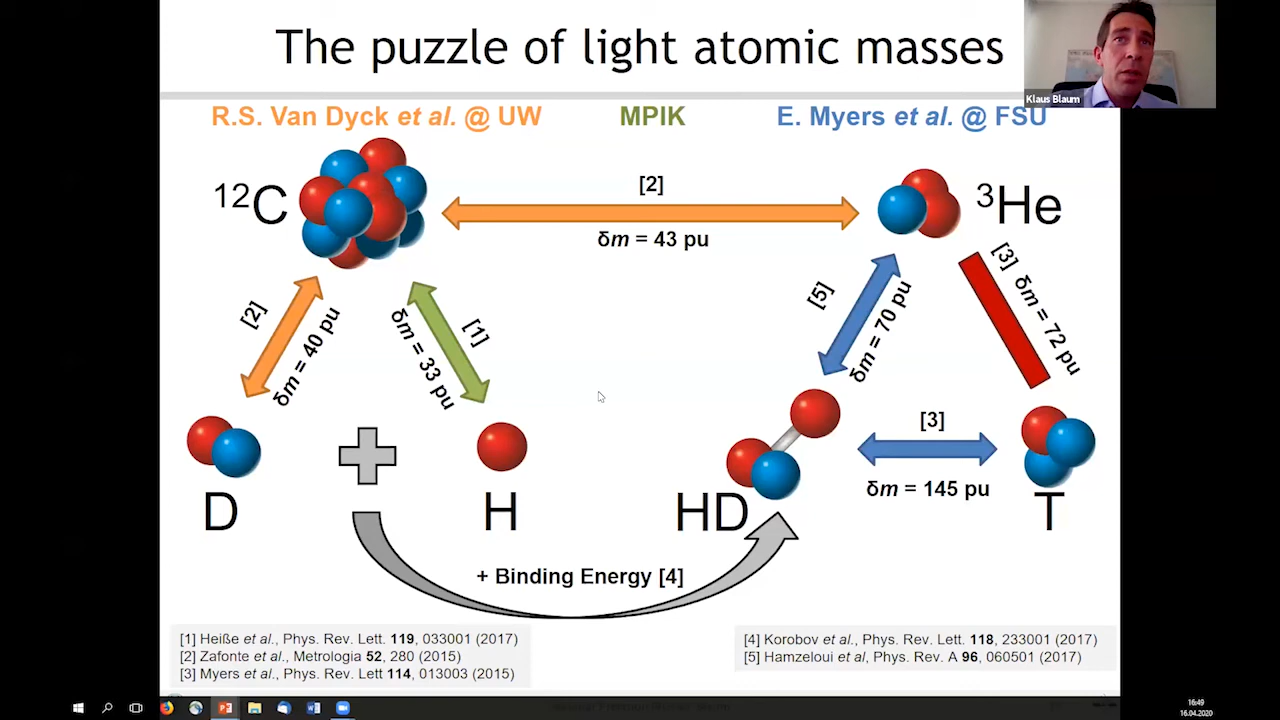 The puzzle of light atomic masses
Klaus Blaum
R.S. Van Dyck et al. @ UW
MPIK
E. Myers et al. @ FSU
12C
[2]
δm = 43 pu
3He
[2]
δm = 40 pu
[1]
δm = 33 pu
[5]
δm = 70 pu
[3] δm = 72 pu
[3]
δm = 145 pu
D
H
HD
T
+ Binding Energy [4]
[1] Heiße et al., Phys. Rev. Lett. 119, 033001 (2017)
[2] Zafonte et al., Metrologia 52, 280 (2015)
[3] Myers et al., Phys. Rev. Lett 114, 013003 (2015)
[4] Korobov et al., Phys. Rev. Lett. 118, 233001 (2017)
[5] Hamzeloui et al, Phys. Rev. A 96, 060501 (2017)
16:49
16.04.2020